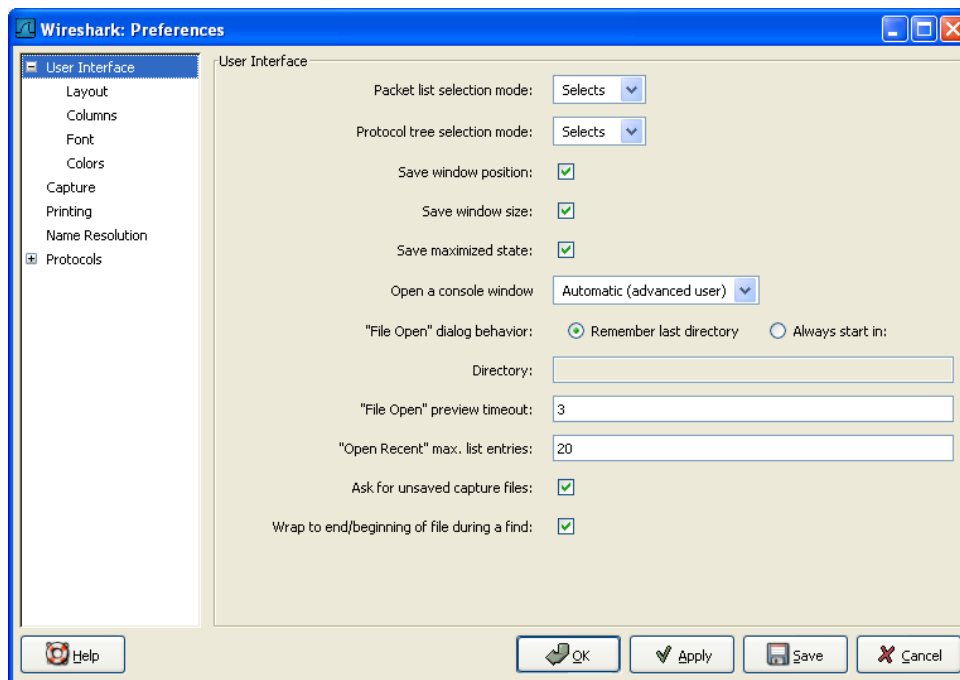 Wireshark: Preferences
User Interface
Layout
Columns
Font
Colors
Capture
Printing
Name Resolution
Protocols
User Interface
Packet list selection mode: Selects
Protocol tree selection mode: Selects
Save window position:
Save window size:
Save maximized state:
Open a console window Automatic (advanced user)
"File Open" dialog behavior: Remember last directory Always start in:
Directory:
"File Open" preview timeout: 3
"Open Recent" max. list entries: 20
Ask for unsaved capture files:
Wrap to end/beginning of file during a find:
Help OK Apply Save Cancel